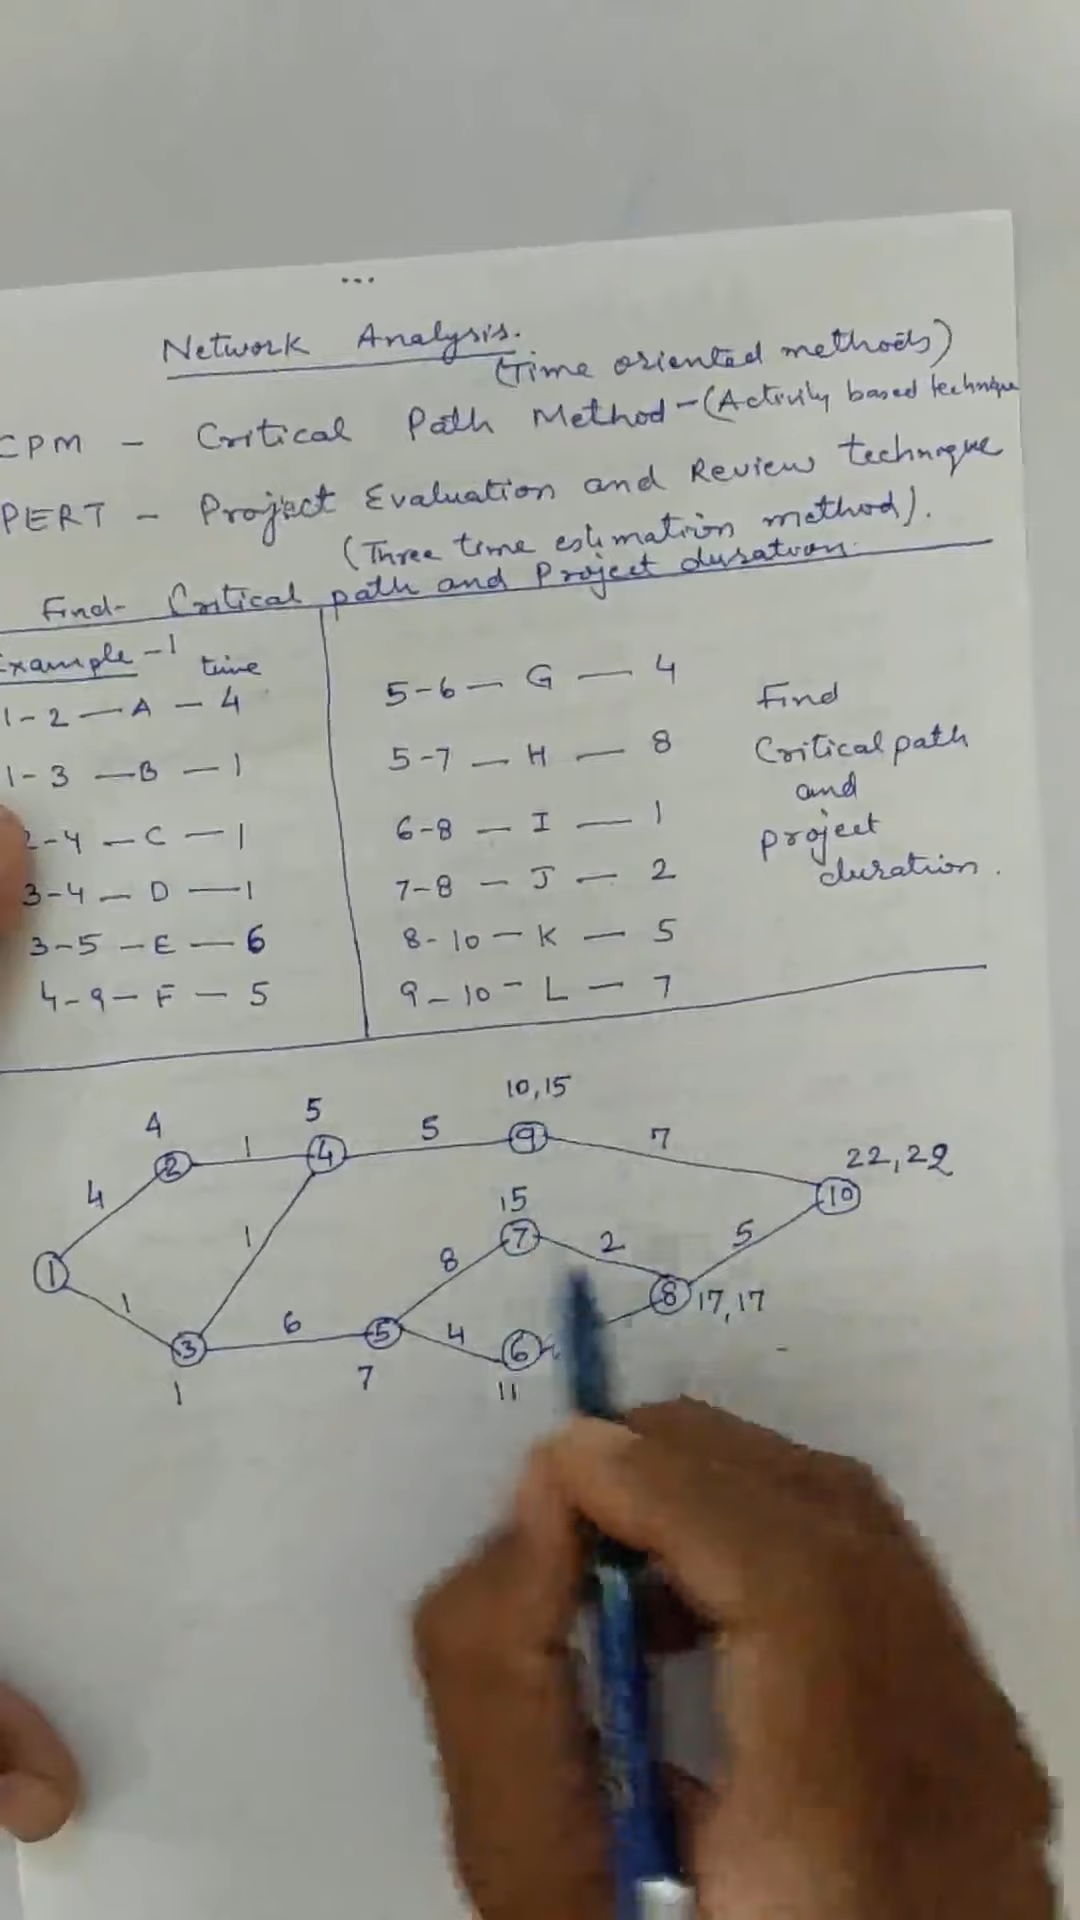 ...
Network Analysis.
(Time oriented methods)
CPM - Critical Path Method - (Activity based technique
PERT - Project Evaluation and Review technique
(Three time estimation method).
Find - Critical path and Project duration.
Example - 1 time
1-2 — A — 4
1-3 — B — 1
2-4 — C — 1
3-4 — D — 1
3-5 — E — 6
4-9 — F — 5
5-6 — G — 4
5-7 — H — 8
6-8 — I — 1
7-8 — J — 2
8-10 — K — 5
9-10 — L — 7
Find
Critical path
and
project
duration.
10,15
4 5 5 7
2 1 4 9 22,22
4 15 10
1 7 2 5
1 1 8 8 17,17
3 6 5 4 6
1 7 11